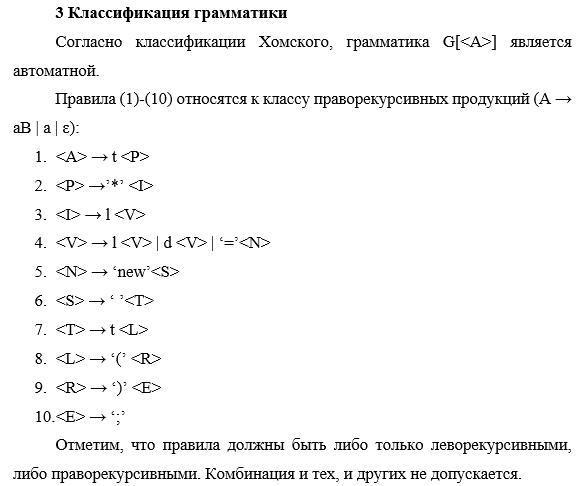 3 Классификация грамматики
Согласно классификации Хомского, грамматика G[<A>] является
автоматной.
Правила (1)-(10) относятся к классу праворекурсивных продукций (A →
aB | a | ε):
1. <A> → t <P>
2. <P> →’*’ <I>
3. <I> → l <V>
4. <V> → l <V> | d <V> | ‘=’<N>
5. <N> → ‘new’<S>
6. <S> → ‘ ’<T>
7. <T> → t <L>
8. <L> → ‘(’ <R>
9. <R> → ‘)’ <E>
10.<E> → ‘;’
Отметим, что правила должны быть либо только леворекурсивными,
либо праворекурсивными. Комбинация и тех, и других не допускается.